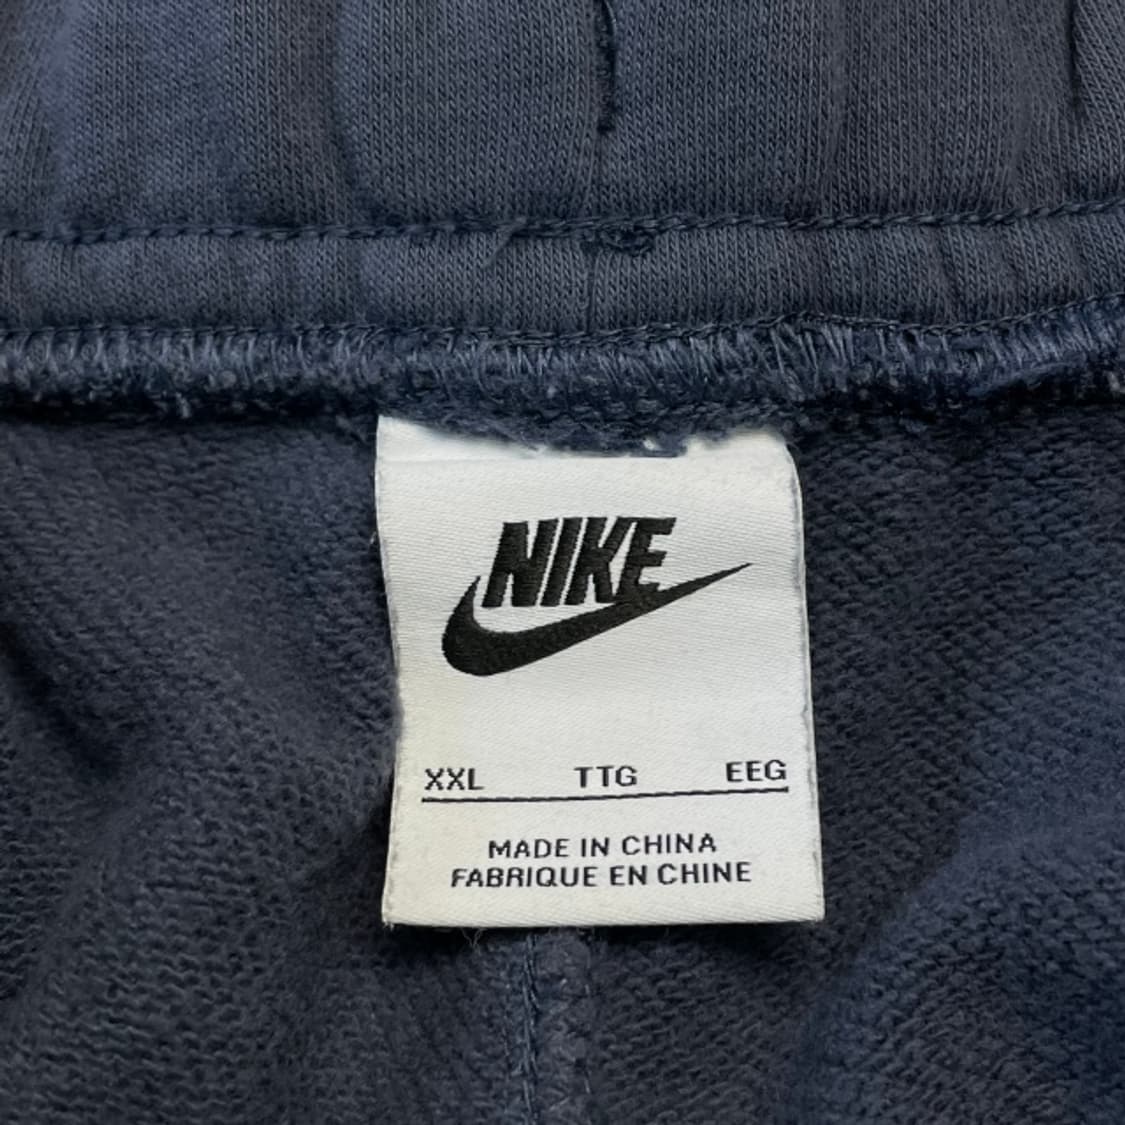 NIKE
XXL TTG EEG
MADE IN CHINA
FABRIQUE EN CHINE